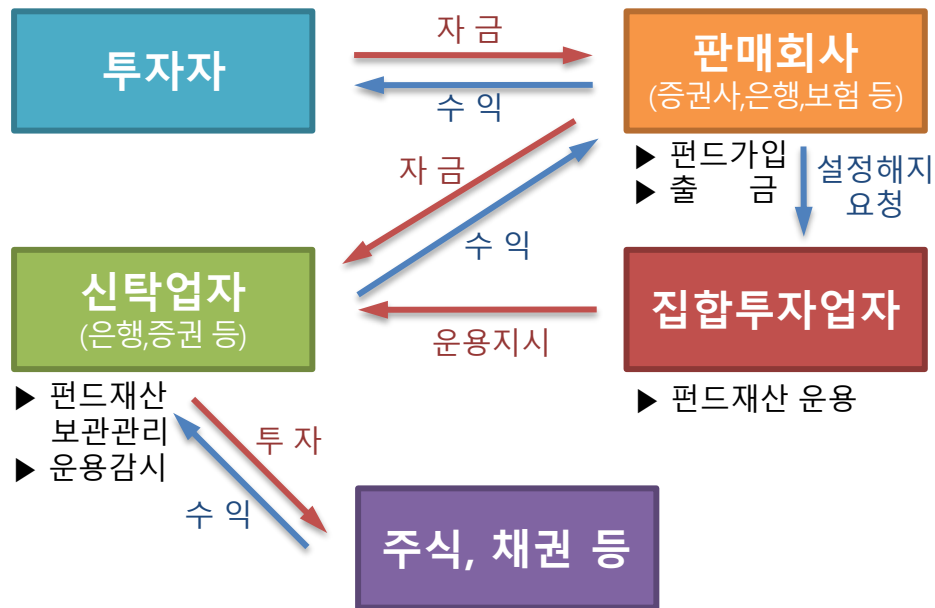 투자자
자 금
수 익
판매회사
(증권사,은행,보험 등)
▶ 펀드가입
▶ 출 금
설정해지
요청
자 금
수 익
신탁업자
(은행,증권 등)
운용지시
집합투자업자
▶ 펀드재산
보관관리
▶ 운용감시
▶ 펀드재산 운용
투 자
수 익
주식, 채권 등